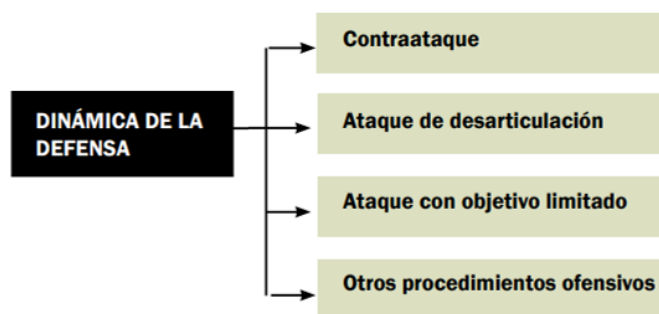 Contraataque
DINÁMICA DE LA
DEFENSA
Ataque de desarticulación
Ataque con objetivo limitado
Otros procedimientos ofensivos